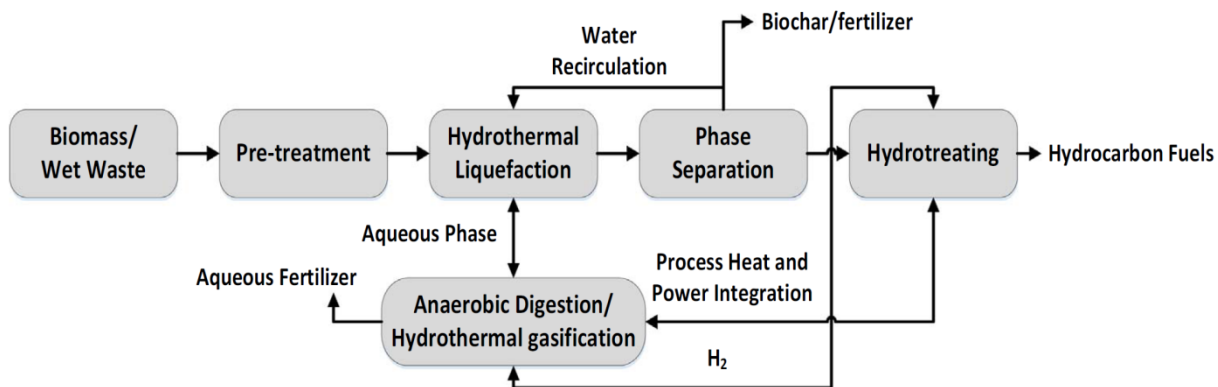 Biochar/fertilizer
Water
Recirculation
Biomass/
Wet Waste
Pre-treatment
Hydrothermal
Liquefaction
Phase
Separation
Hydrotreating
Hydrocarbon Fuels
Aqueous Phase
Aqueous Fertilizer
Process Heat and
Power Integration
Anaerobic Digestion/
Hydrothermal gasification
H₂